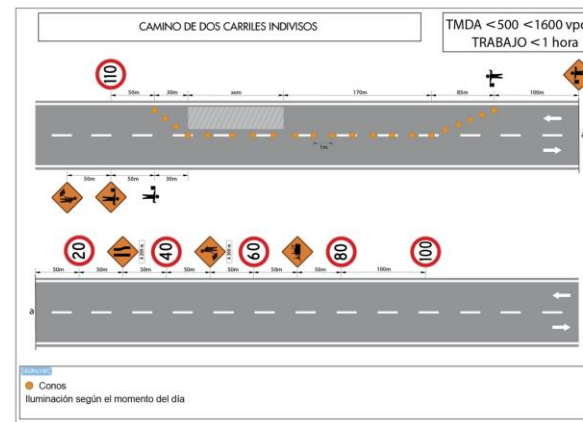 CAMINO DE DOS CARRILES INDIVISOS
TMDA <500 <1600 vpd
TRABAJO <1 hora
110
50m 30m xxm 170m 85m 100m
50m 50m 30m
20 40 60 80 100
50m 50m 50m 50m 50m 50m 50m 100m
a
Conos
Iluminación según el momento del día